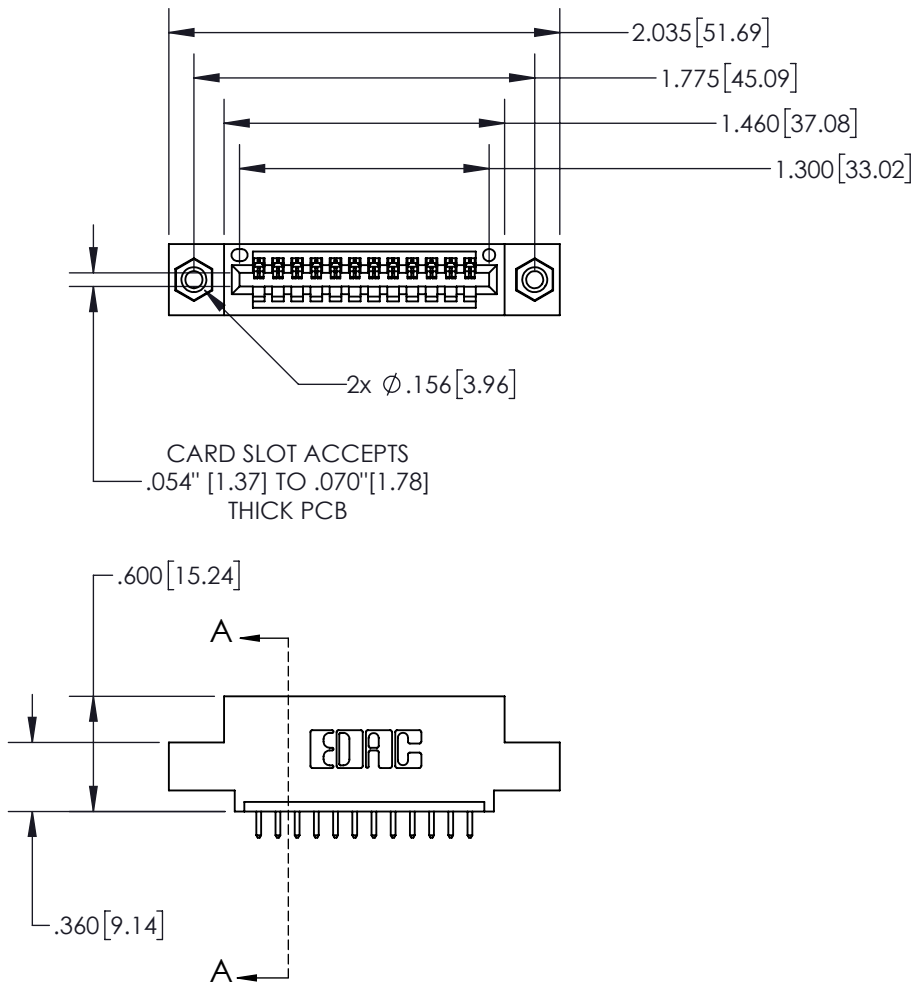 2.035[51.69]
1.775[45.09]
1.460[37.08]
1.300[33.02]
2x ∅.156[3.96]
CARD SLOT ACCEPTS
.054" [1.37] TO .070"[1.78]
THICK PCB
.600[15.24]
A
EDAC
.360[9.14]
A